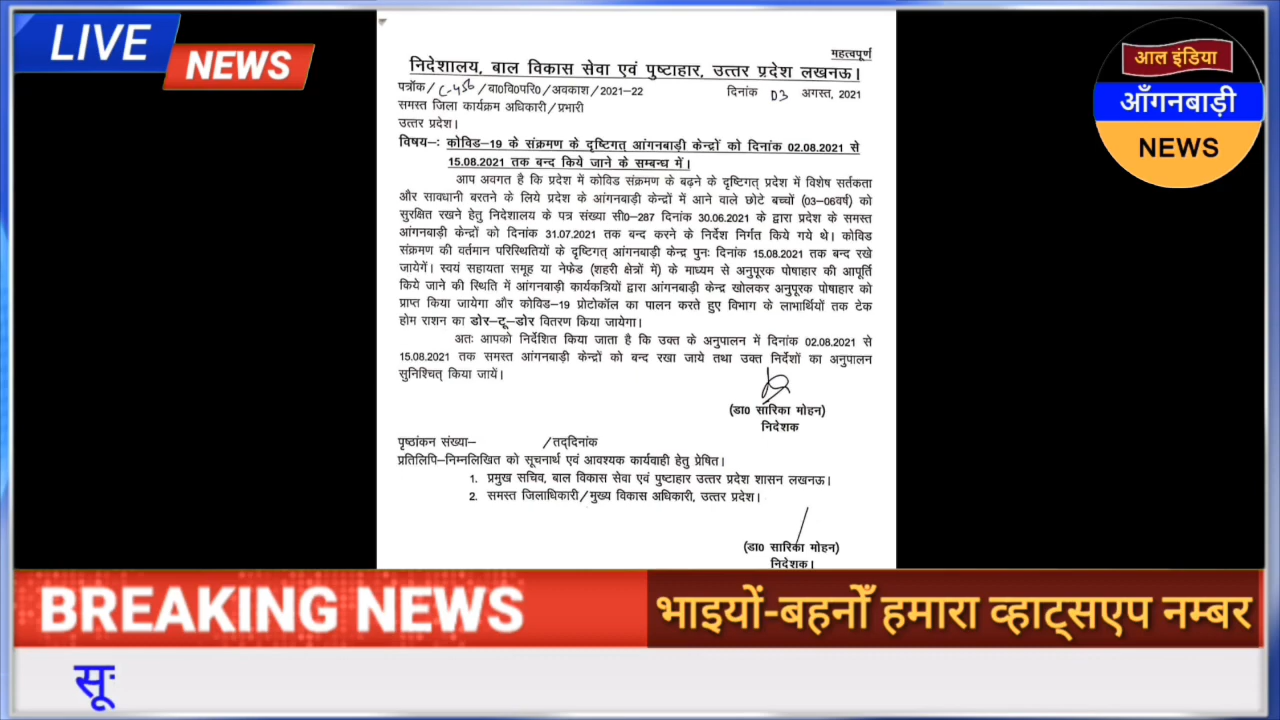 LIVE
NEWS
आल इंडिया
आँगनबाड़ी
NEWS
महत्वपूर्ण
निदेशालय, बाल विकास सेवा एवं पुष्टाहार, उत्तर प्रदेश लखनऊ।
पत्रॉक/C-456/बा0वि0परि0/अवकाश/2021-22 दिनांक 03 अगस्त, 2021
समस्त जिला कार्यक्रम अधिकारी/प्रभारी
उत्तर प्रदेश।
विषय-: कोविड-19 के संक्रमण के दृष्टिगत् आंगनबाड़ी केन्द्रों को दिनांक 02.08.2021 से
15.08.2021 तक बन्द किये जाने के सम्बन्ध में।
आप अवगत है कि प्रदेश में कोविड संक्रमण के बढ़ने के दृष्टिगत् प्रदेश में विशेष सर्तकता
और सावधानी बरतने के लिये प्रदेश के आंगनबाड़ी केन्द्रों में आने वाले छोटे बच्चों (03-06वर्ष) को
सुरक्षित रखने हेतु निदेशालय के पत्र संख्या सी0-287 दिनांक 30.06.2021 के द्वारा प्रदेश के समस्त
आंगनबाड़ी केन्द्रों को दिनांक 31.07.2021 तक बन्द करने के निर्देश निर्गत किये गये थे। कोविड
संक्रमण की वर्तमान परिस्थितियों के दृष्टिगत् आंगनबाड़ी केन्द्र पुनः दिनांक 15.08.2021 तक बन्द रखे
जायेगें। स्वयं सहायता समूह या नेफेड (शहरी क्षेत्रों में) के माध्यम से अनुपूरक पोषाहार की आपूर्ति
किये जाने की स्थिति में आंगनबाड़ी कार्यकत्रियों द्वारा आंगनबाड़ी केन्द्र खोलकर अनुपूरक पोषाहार को
प्राप्त किया जायेगा और कोविड-19 प्रोटोकॉल का पालन करते हुए विभाग के लाभार्थियों तक टेक
होम राशन का डोर-टू-डोर वितरण किया जायेगा।
अतः आपको निर्देशित किया जाता है कि उक्त के अनुपालन में दिनांक 02.08.2021 से
15.08.2021 तक समस्त आंगनबाड़ी केन्द्रों को बन्द रखा जाये तथा उक्त निर्देशों का अनुपालन
सुनिश्चित् किया जायें।
(डा0 सारिका मोहन)
निदेशक
पृष्ठांकन संख्या- /तद्दिनांक
प्रतिलिपि-निम्नलिखित को सूचनार्थ एवं आवश्यक कार्यवाही हेतु प्रेषित।
1. प्रमुख सचिव, बाल विकास सेवा एवं पुष्टाहार उत्तर प्रदेश शासन लखनऊ।
2. समस्त जिलाधिकारी/मुख्य विकास अधिकारी, उत्तर प्रदेश।
(डा0 सारिका मोहन)
निदेशक।
BREAKING NEWS
भाइयों-बहनोँ हमारा व्हाट्सएप नम्बर
सू